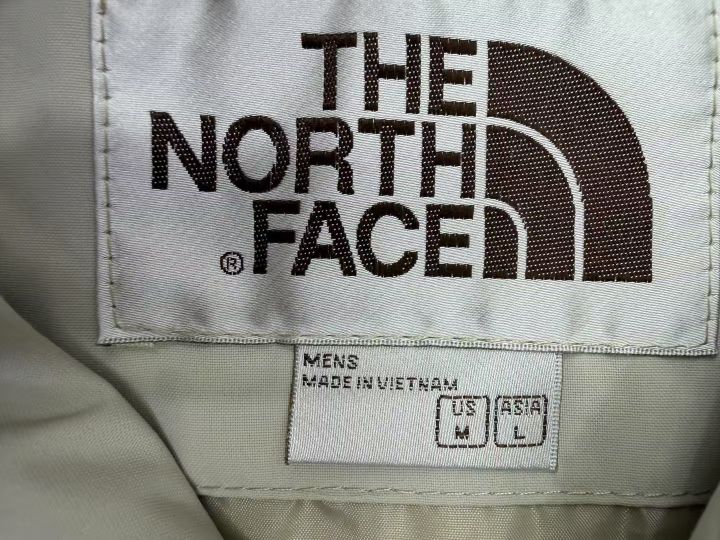 THE
NORTH
®FACE
MENS
MADE IN VIETNAM
US ASIA
M L